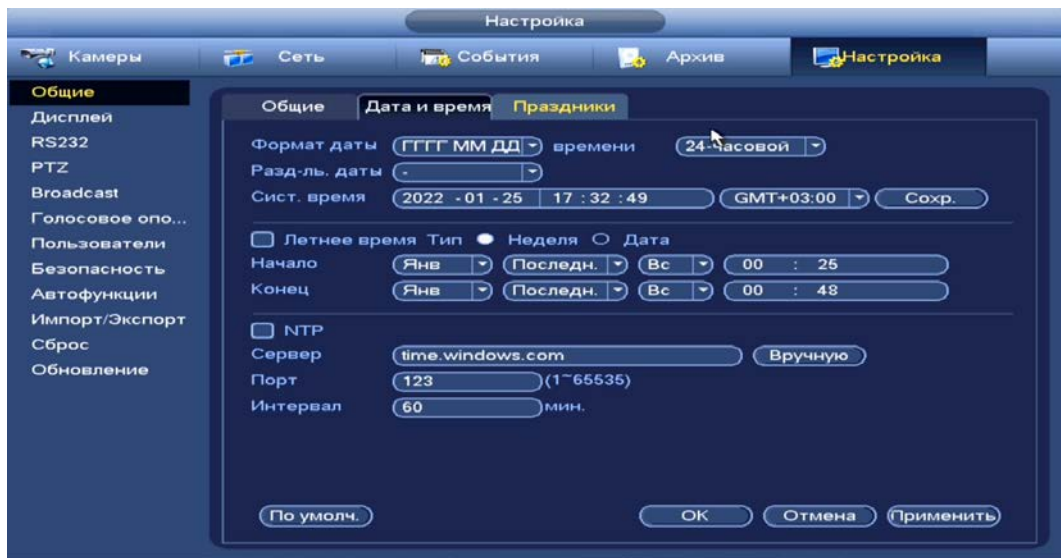 Настройка
Камеры Сеть События Архив Настройка
Общие
Дисплей
RS232
PTZ
Broadcast
Голосовое опо...
Пользователи
Безопасность
Автофункции
Импорт/Экспорт
Сброс
Обновление
Общие Дата и время Праздники
Формат даты ГГГГ ММ ДД времени 24-часовой
Разд-ль. даты -
Сист. время 2022 - 01 - 25 17 : 32 : 49 GMT+03:00 Сохр.
Летнее время Тип Неделя Дата
Начало Янв Последн. Вс 00 : 25
Конец Янв Последн. Вс 00 : 48
NTP
Сервер time.windows.com Вручную
Порт 123 (1~65535)
Интервал 60 мин.
По умолч. OK Отмена Применить